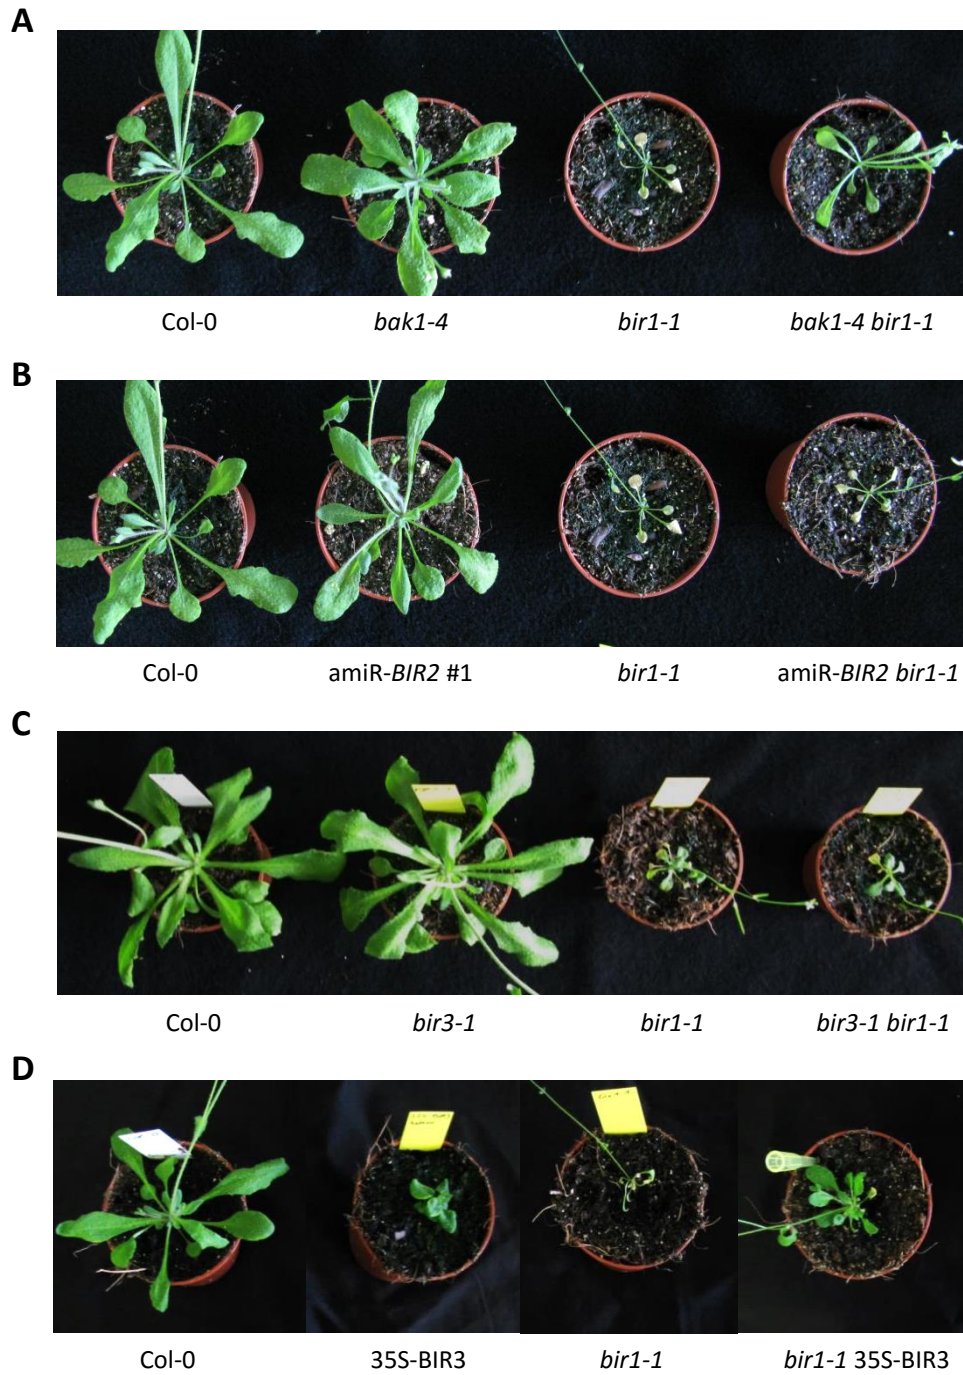 A
Col-0 bak1-4 bir1-1 bak1-4 bir1-1
B
Col-0 amiR-BIR2 #1 bir1-1 amiR-BIR2 bir1-1
C
Col-0 bir3-1 bir1-1 bir3-1 bir1-1
D
Col-0 35S-BIR3 bir1-1 bir1-1 35S-BIR3